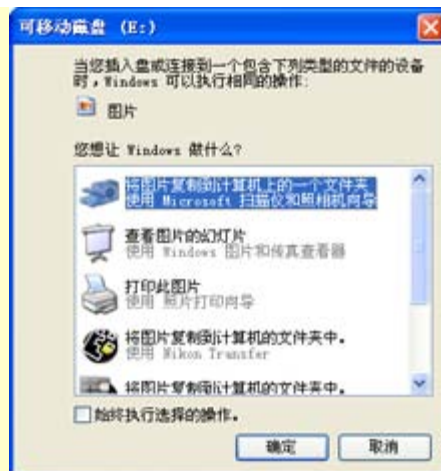 可移动磁盘 (E:)
当您插入盘或连接到一个包含下列类型的文件的设备
时，Windows 可以执行相同的操作:
图片
您想让 Windows 做什么?
将图片复制到计算机上的一个文件夹
使用 Microsoft 扫描仪和照相机向导
查看图片的幻灯片
使用 Windows 图片和传真查看器
打印此图片
使用 照片打印向导
将图片复制到计算机的文件夹中。
使用 Nikon Transfer
将图片复制到计算机的文件夹中。
始终执行选择的操作。
确定
取消